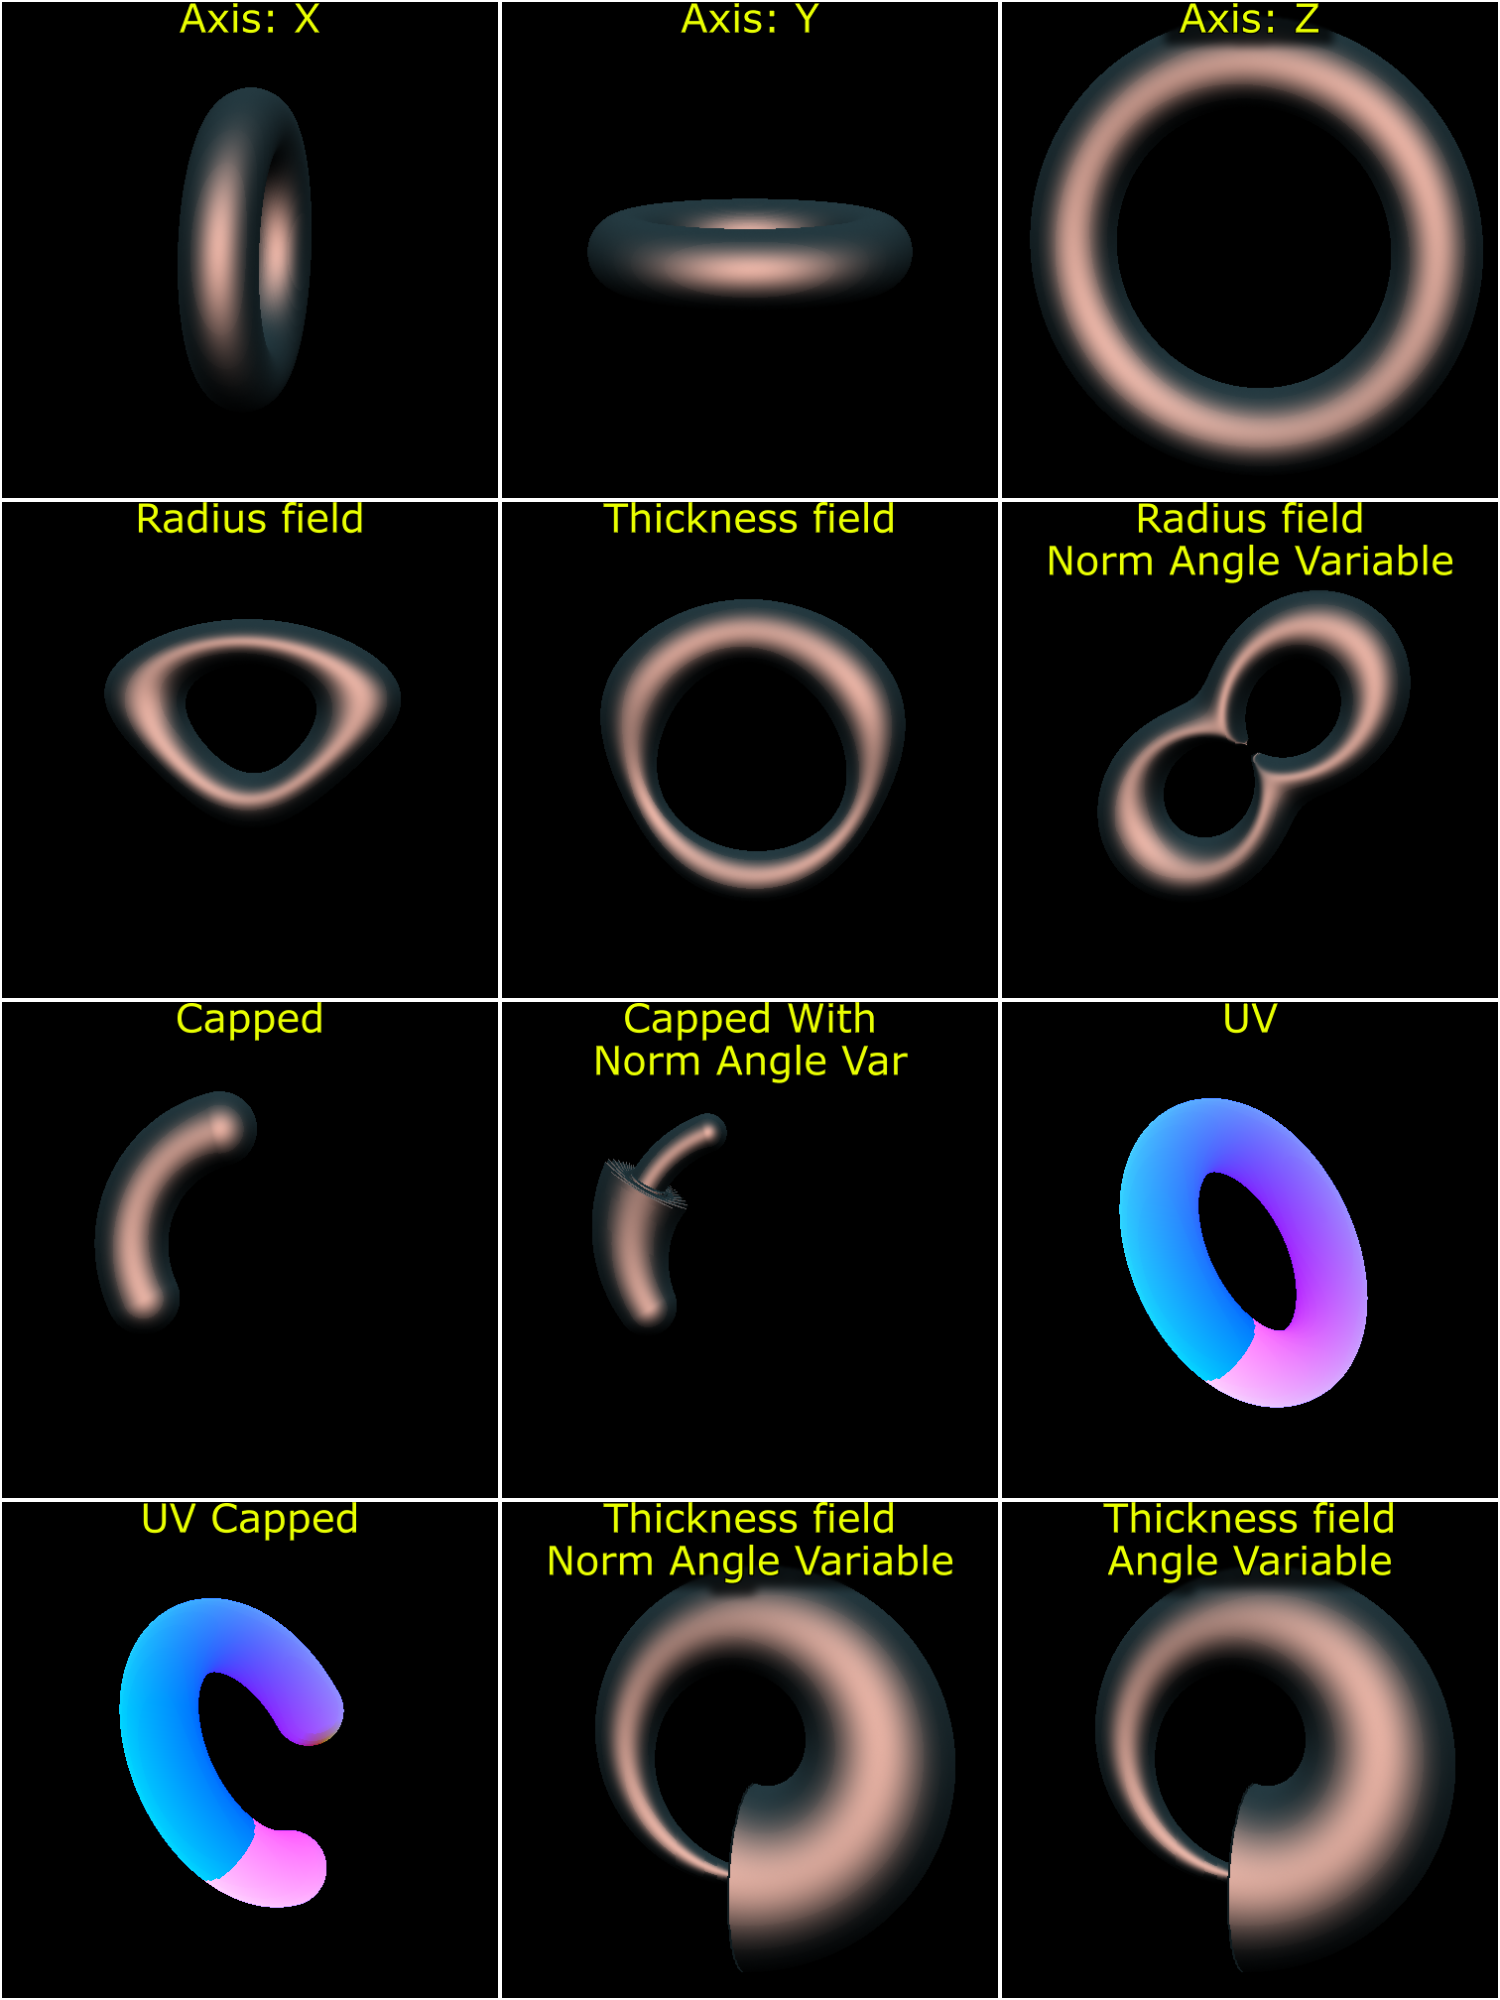 Axis: X
Axis: Y
Axis: Z
Radius field
Thickness field
Radius field
Norm Angle Variable
Capped
Capped With
Norm Angle Var
UV
UV Capped
Thickness field
Norm Angle Variable
Thickness field
Angle Variable